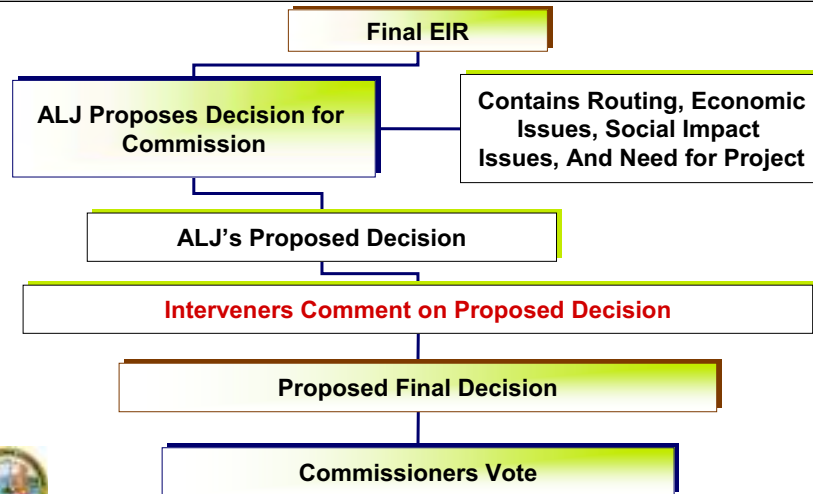 Final EIR
ALJ Proposes Decision for
Commission
Contains Routing, Economic
Issues, Social Impact
Issues, And Need for Project
ALJ’s Proposed Decision
Interveners Comment on Proposed Decision
Proposed Final Decision
Commissioners Vote